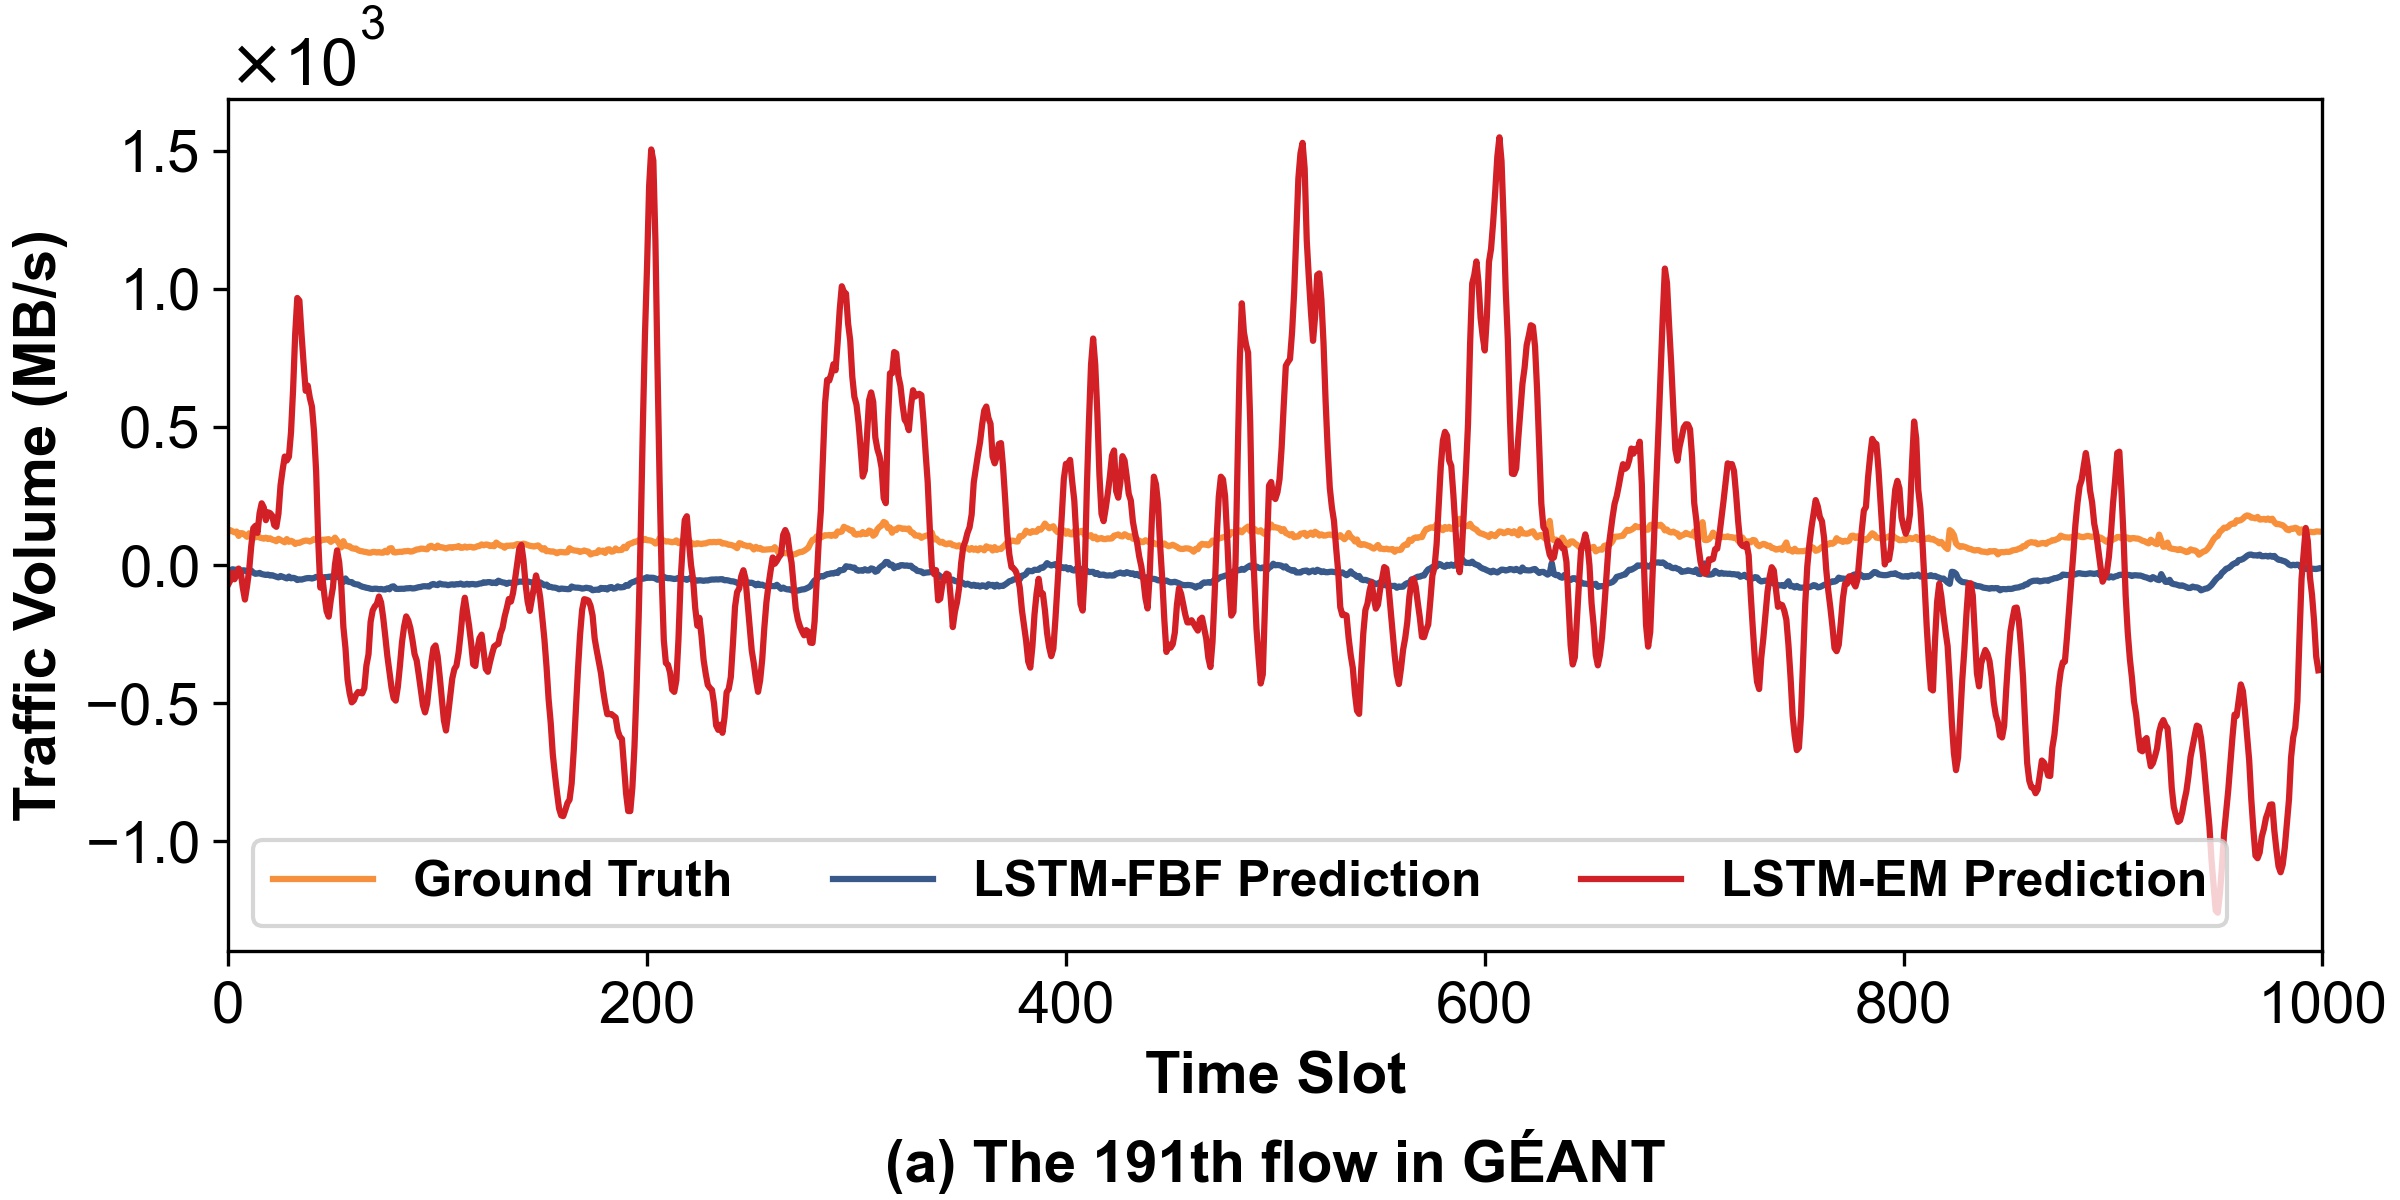 ×10³
Traffic Volume (MB/s)
1.5
1.0
0.5
0.0
−0.5
−1.0
Ground Truth LSTM-FBF Prediction LSTM-EM Prediction
0 200 400 600 800 1000
Time Slot
(a) The 191th flow in GÉANT